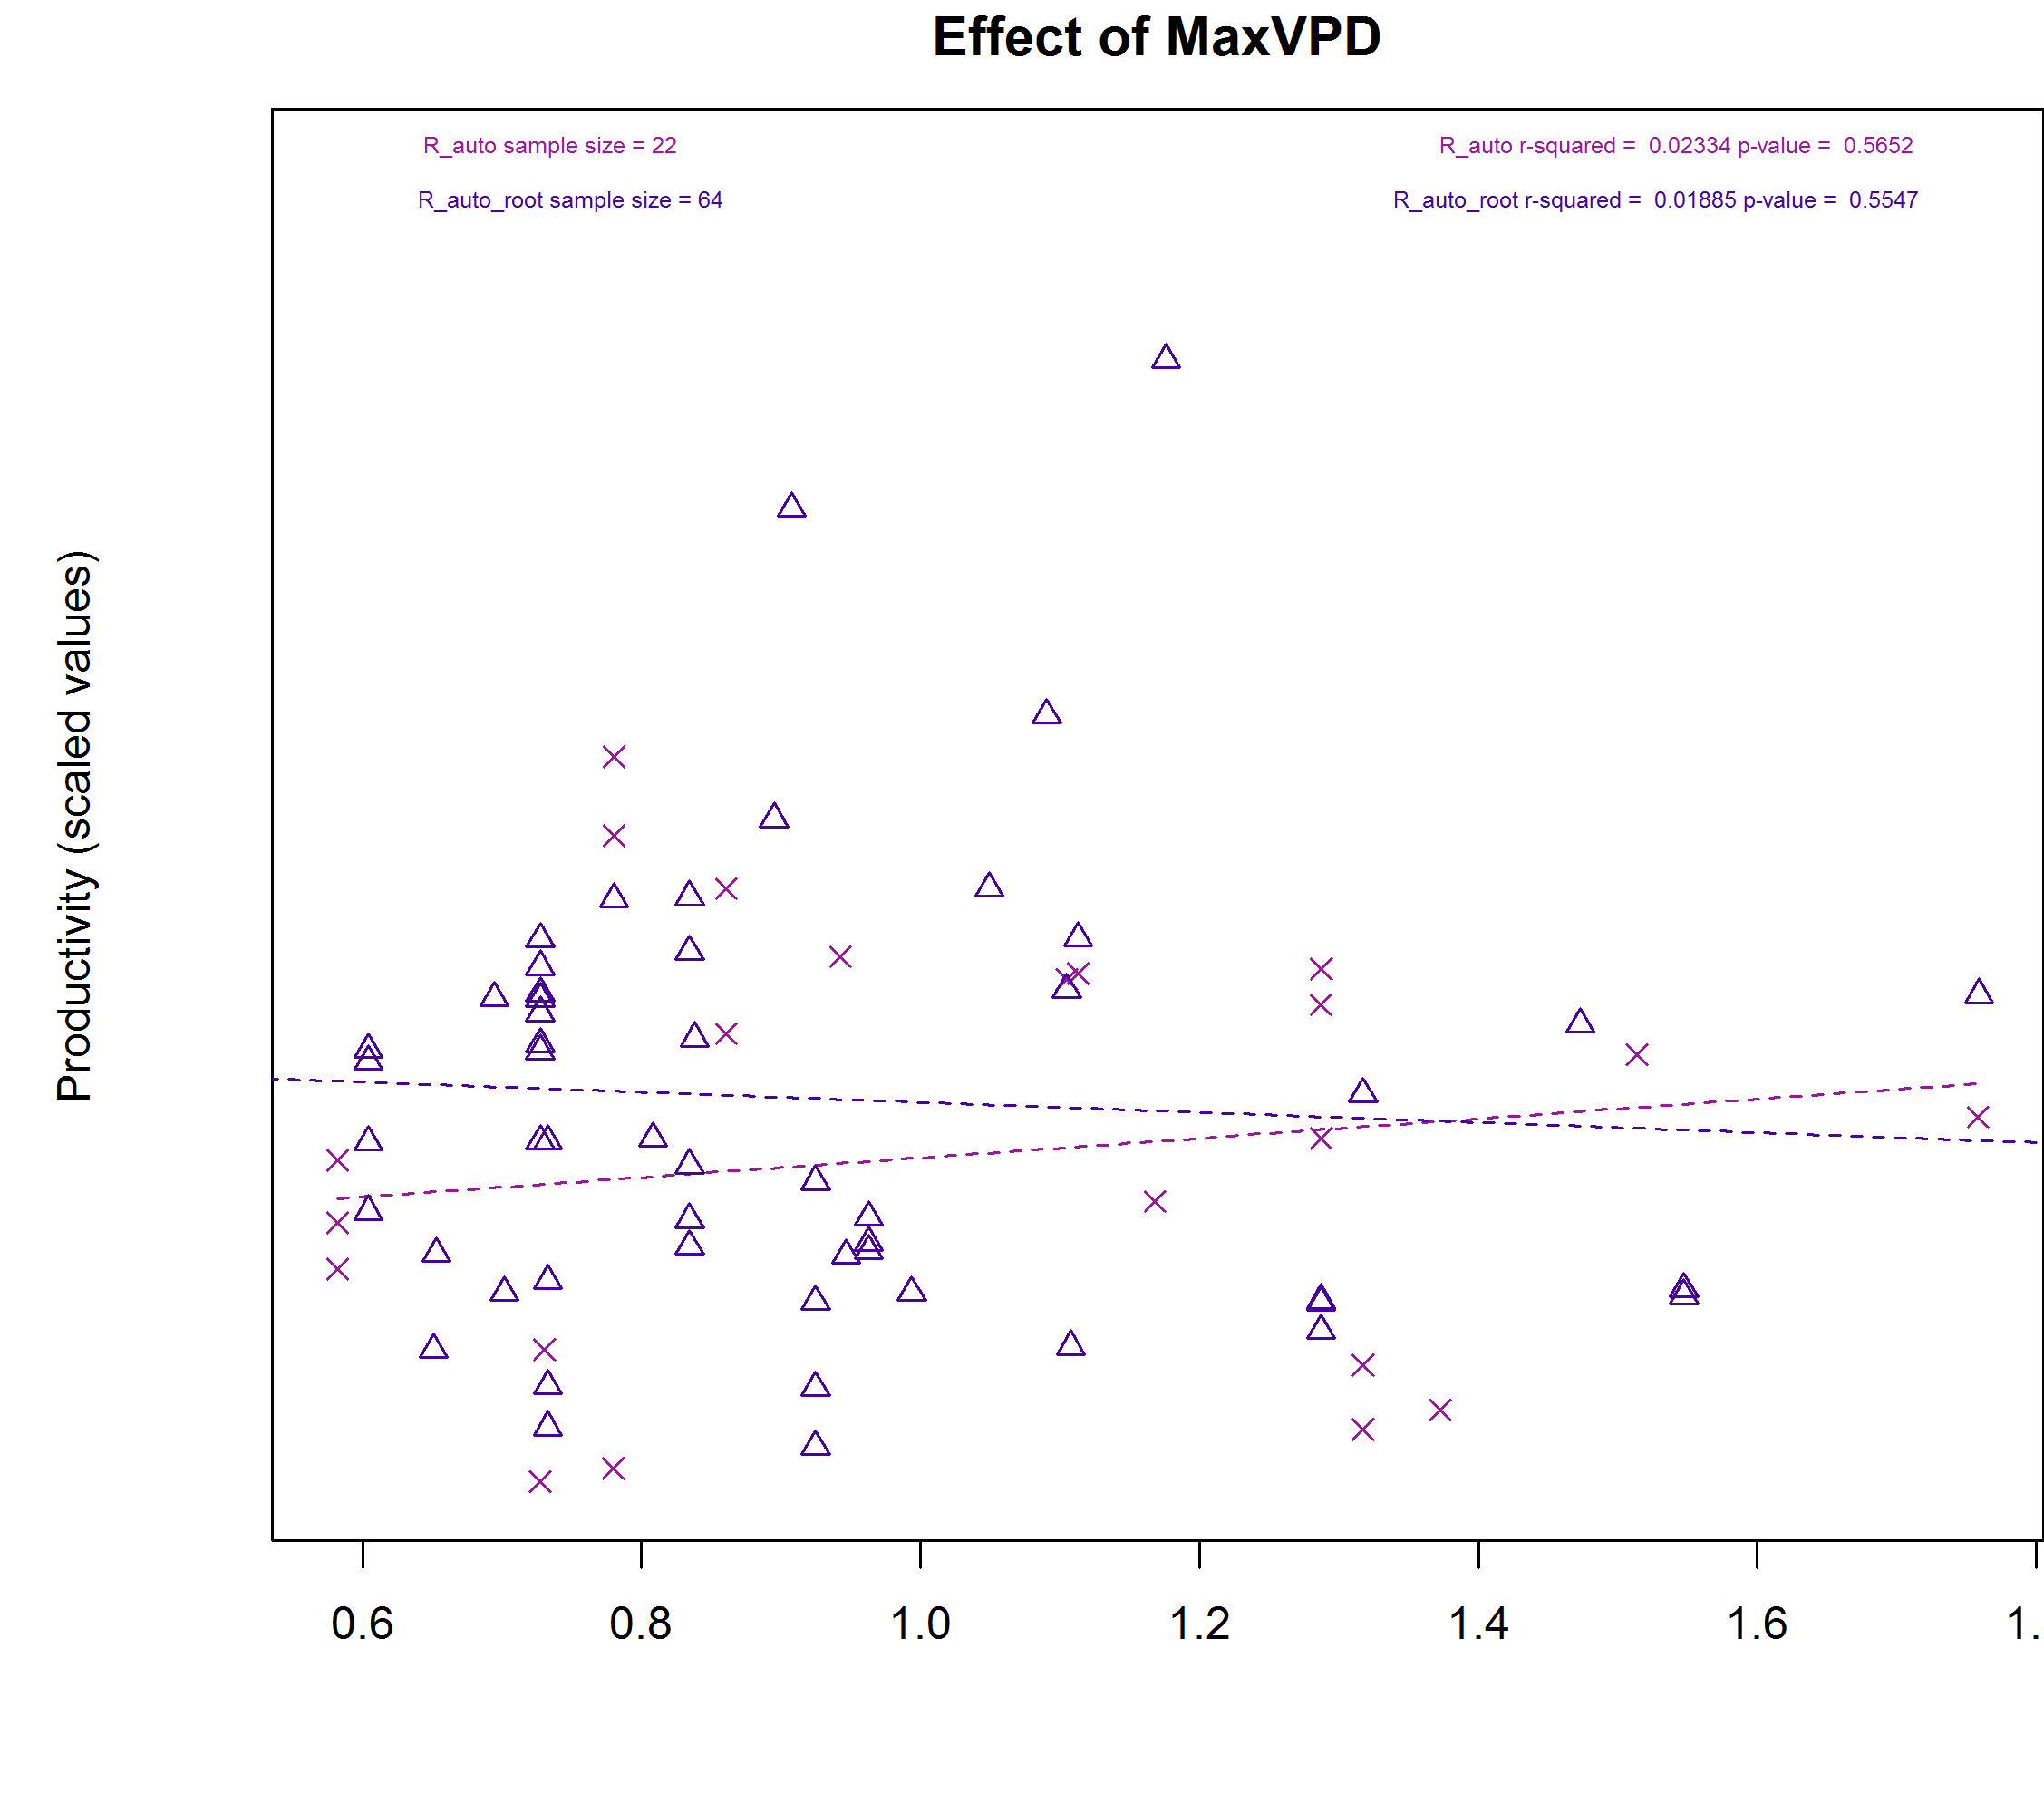 Effect of MaxVPD
R_auto sample size = 22
R_auto r-squared =  0.02334 p-value =  0.5652
R_auto_root sample size = 64
R_auto_root r-squared =  0.01885 p-value =  0.5547
Productivity (scaled values)
0.6 0.8 1.0 1.2 1.4 1.6 1.